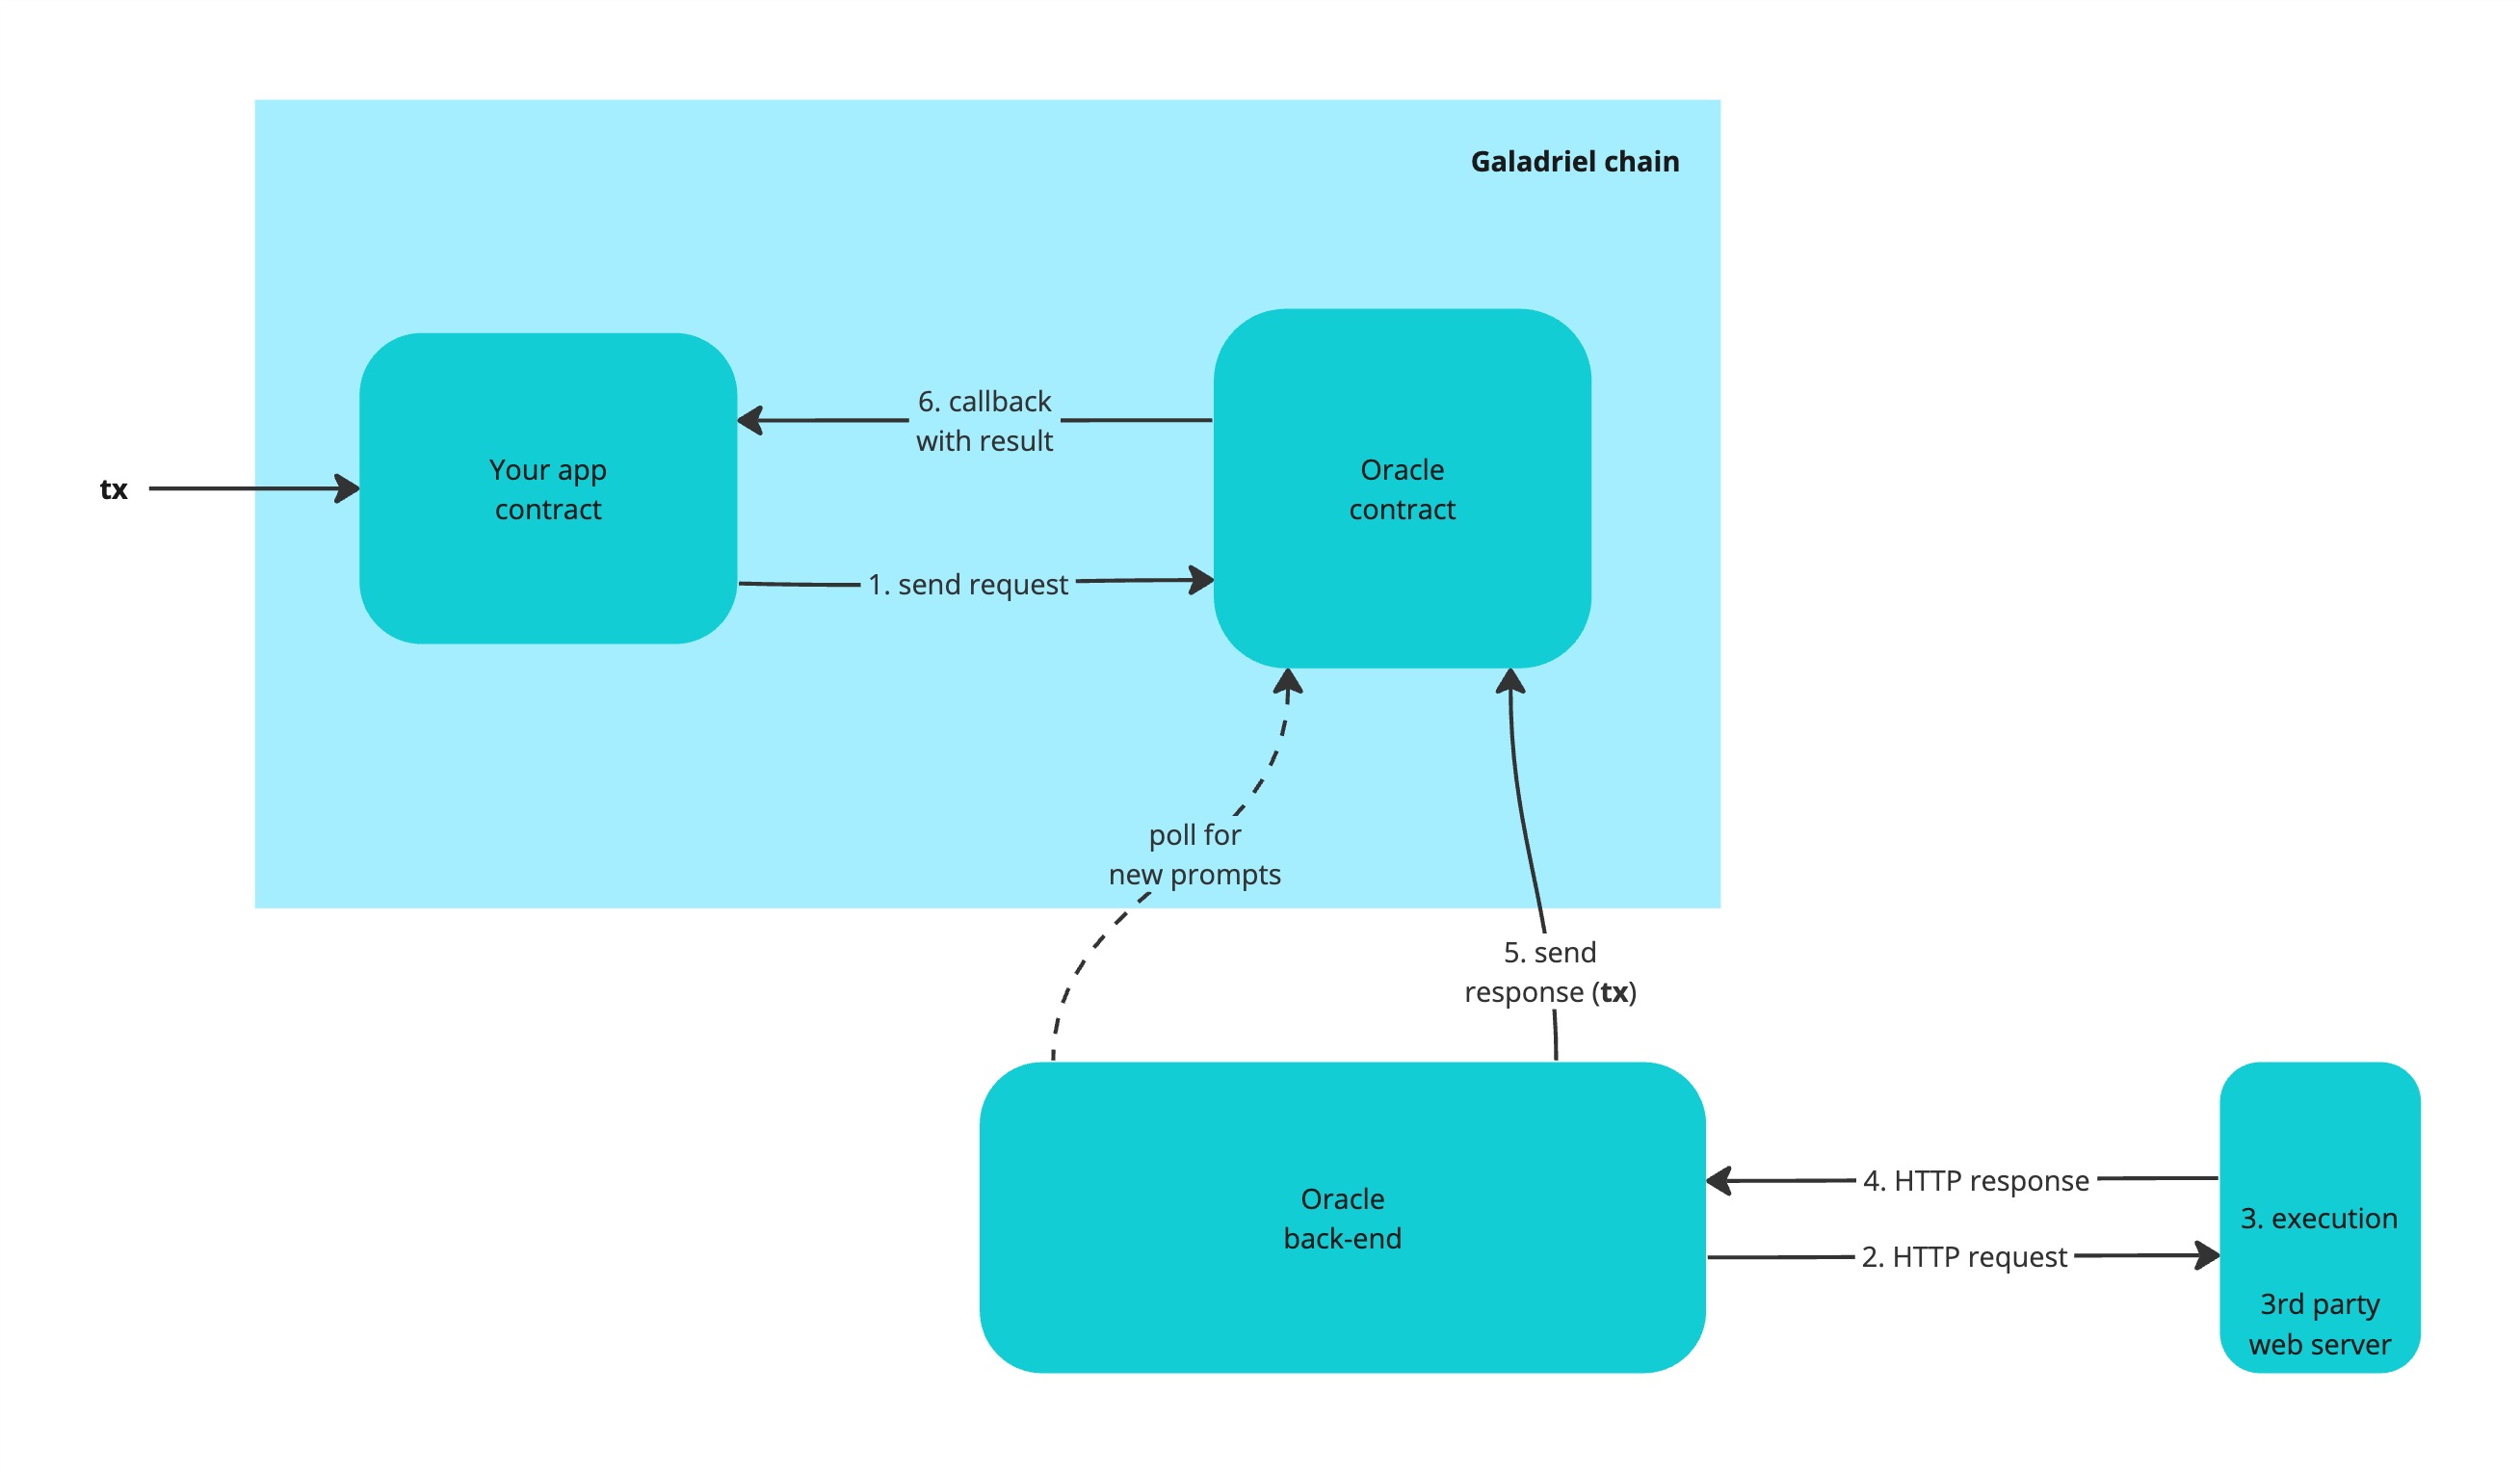 Galadriel chain
tx
Your app
contract
6. callback
with result
1. send request
Oracle
contract
poll for
new prompts
5. send
response (tx)
Oracle
back-end
4. HTTP response
2. HTTP request
3. execution
3rd party
web server